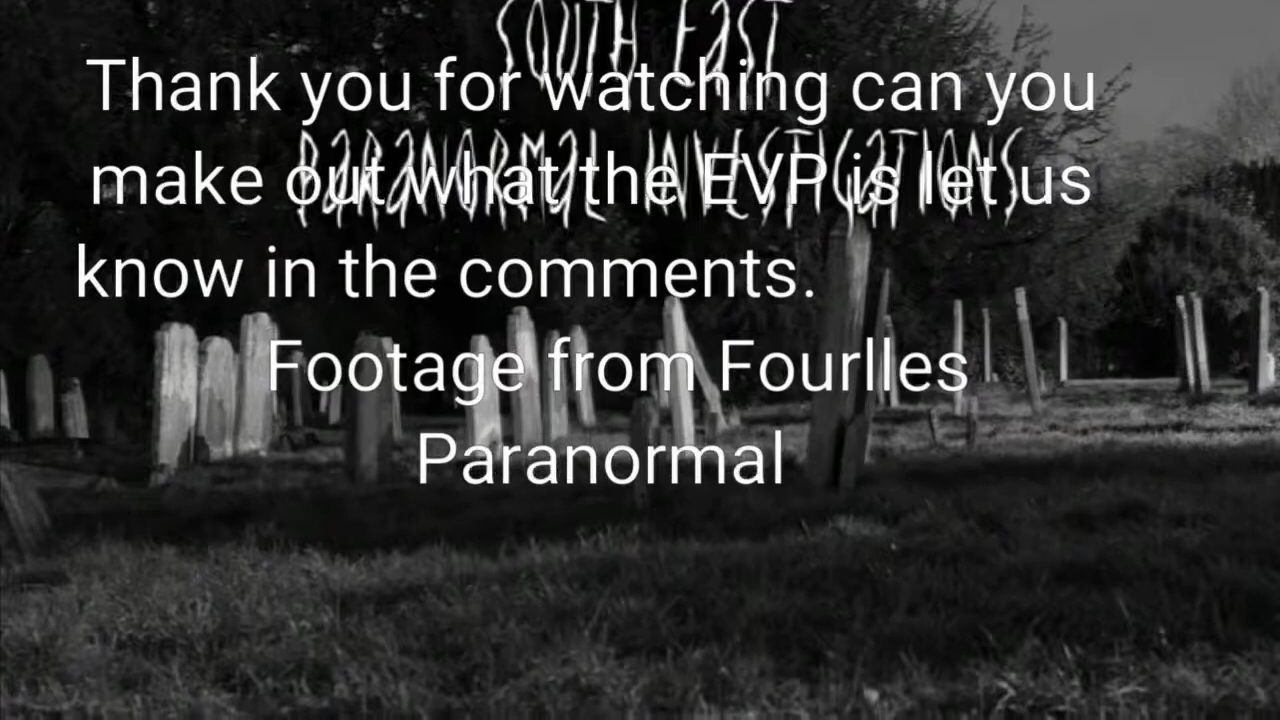 SOUTH EAST
Thank you for watching can you
PARANORMAL INVESTIGATIONS
make out what the EVP is let us
know in the comments.
Footage from Fourlles
Paranormal